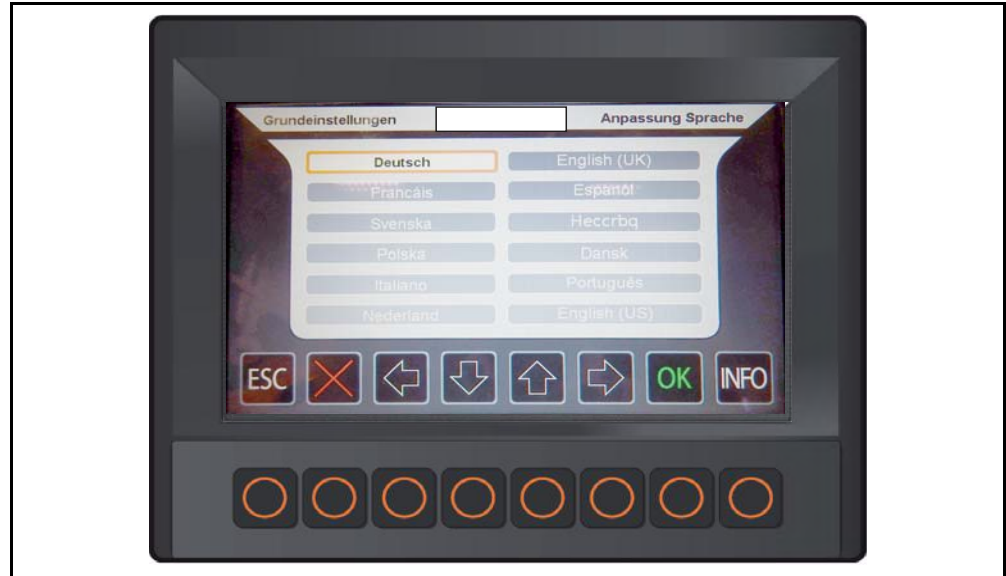 Grundeinstellungen Anpassung Sprache
Deutsch English (UK)
Francáis Español
Svenska Heccrbq
Polska Dansk
Italiano Português
Nederland English (US)
ESC OK INFO